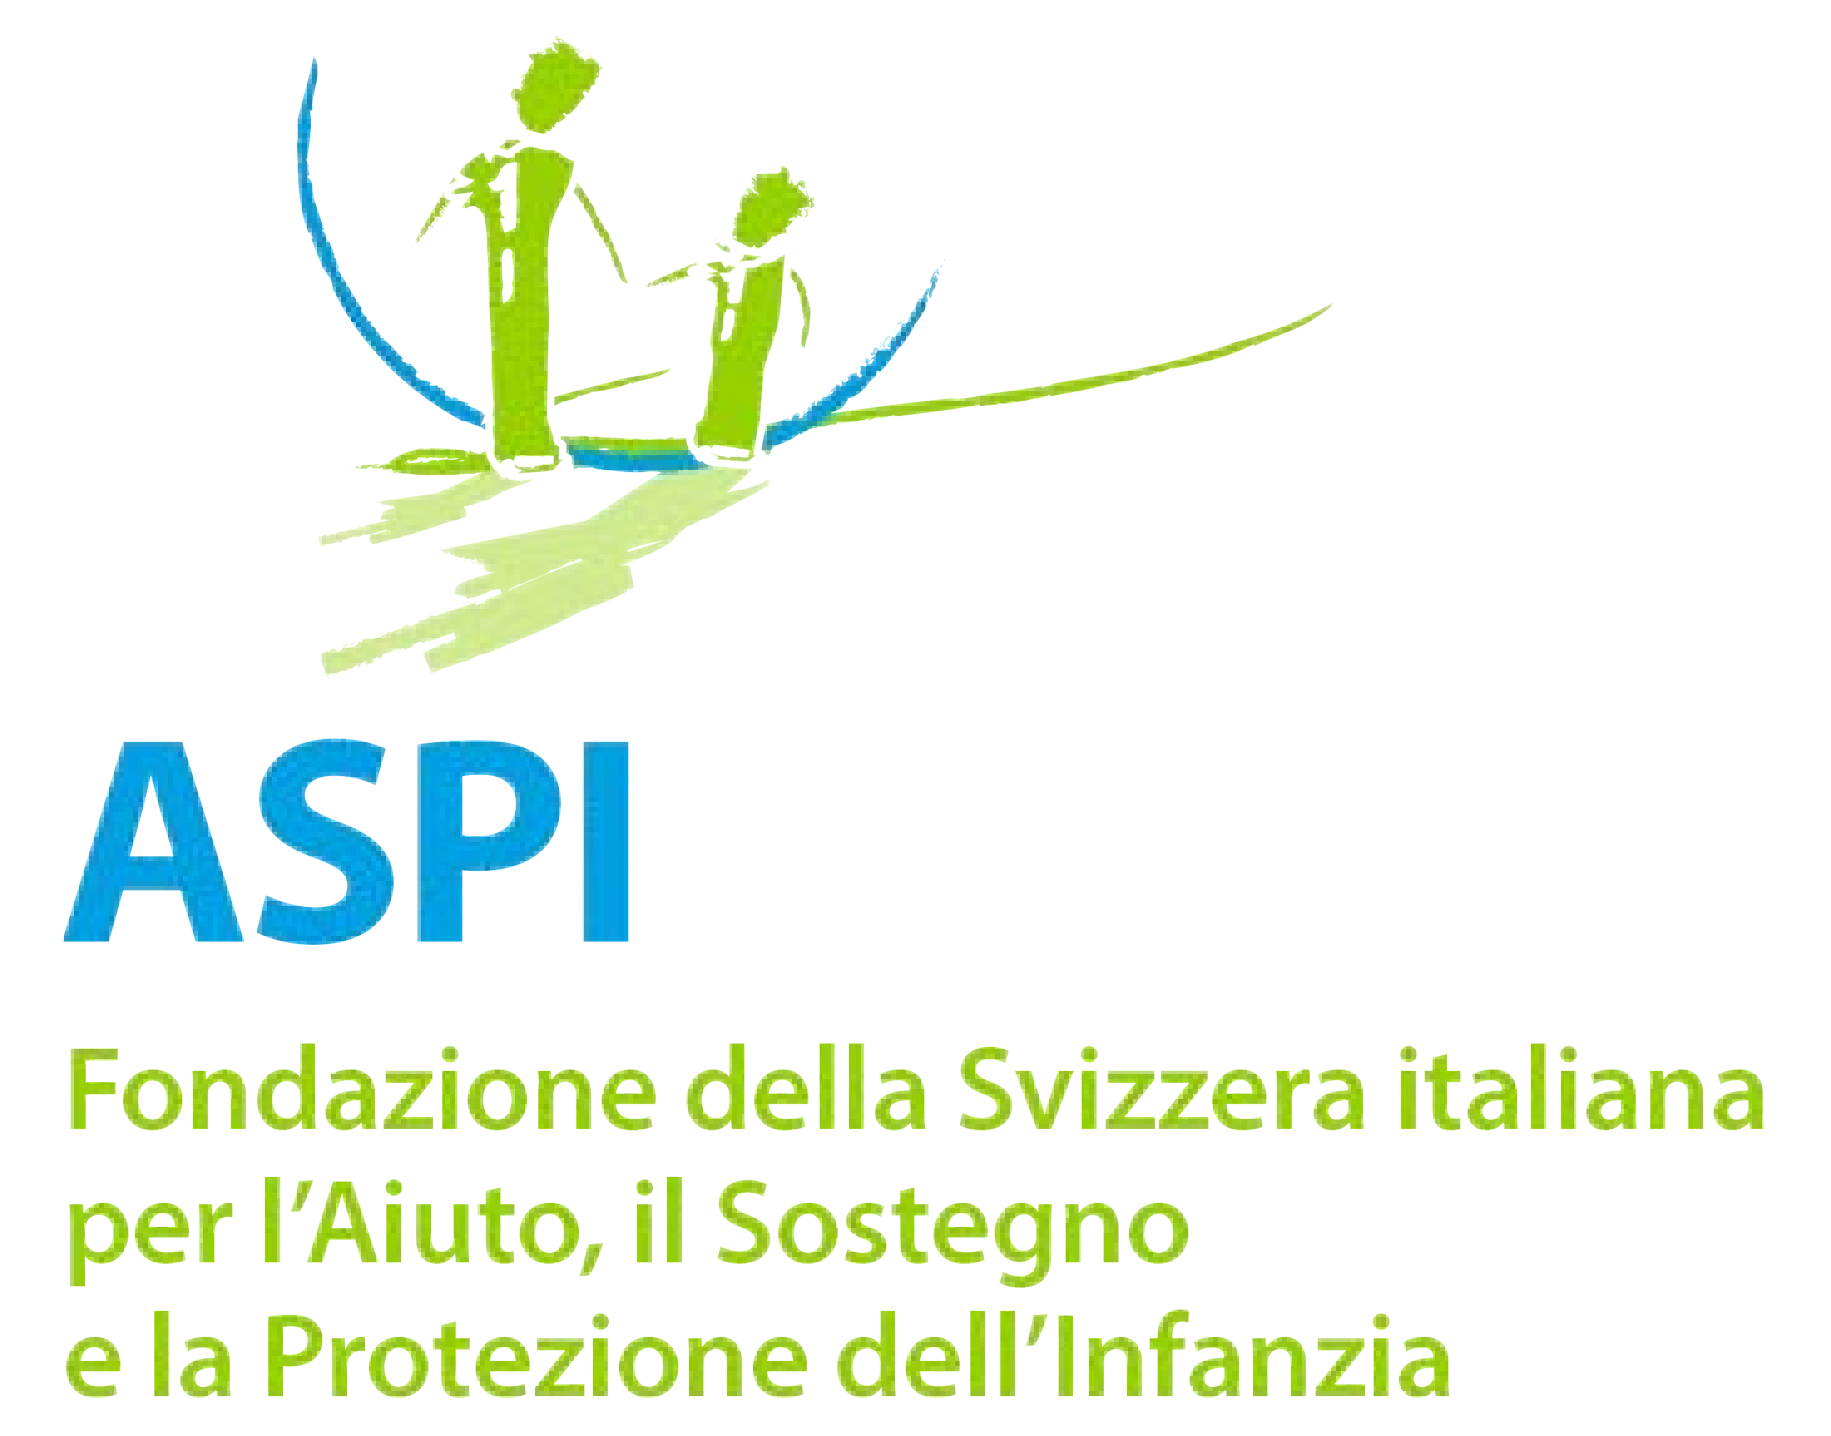 ASPI
Fondazione della Svizzera italiana
per l’Aiuto, il Sostegno
e la Protezione dell’Infanzia